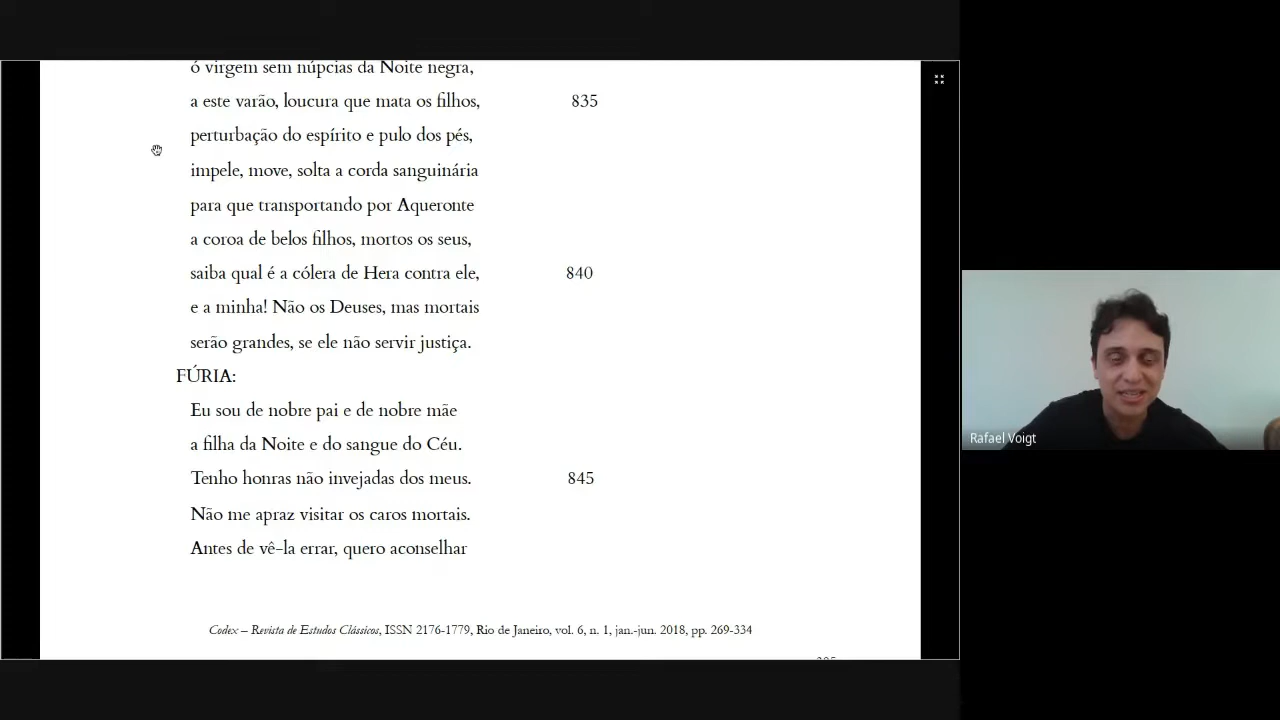 ó virgem sem núpcias da Noite negra,
a este varão, loucura que mata os filhos, 835
perturbação do espírito e pulo dos pés,
impele, move, solta a corda sanguinária
para que transportando por Aqueronte
a coroa de belos filhos, mortos os seus,
saiba qual é a cólera de Hera contra ele, 840
e a minha! Não os Deuses, mas mortais
serão grandes, se ele não servir justiça.
FÚRIA:
Eu sou de nobre pai e de nobre mãe
a filha da Noite e do sangue do Céu.
Tenho honras não invejadas dos meus. 845
Não me apraz visitar os caros mortais.
Antes de vê-la errar, quero aconselhar
Codex – Revista de Estudos Clássicos, ISSN 2176-1779, Rio de Janeiro, vol. 6, n. 1, jan.-jun. 2018, pp. 269-334
Rafael Voigt